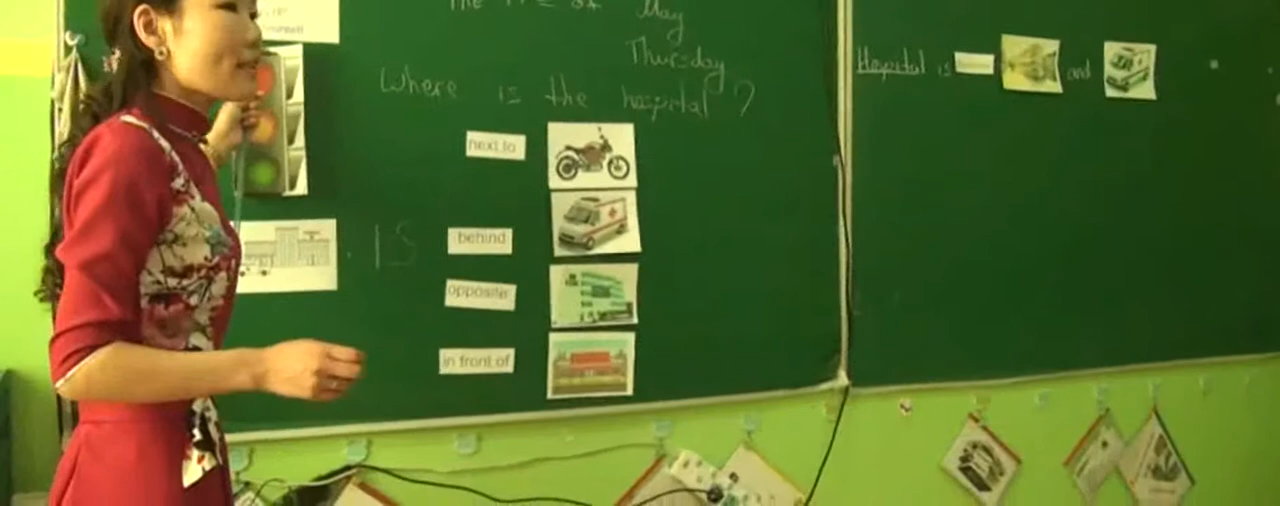 May
Thursday
Where is the hospital ?
next to
behind
opposite
in front of
is
Hospital is and